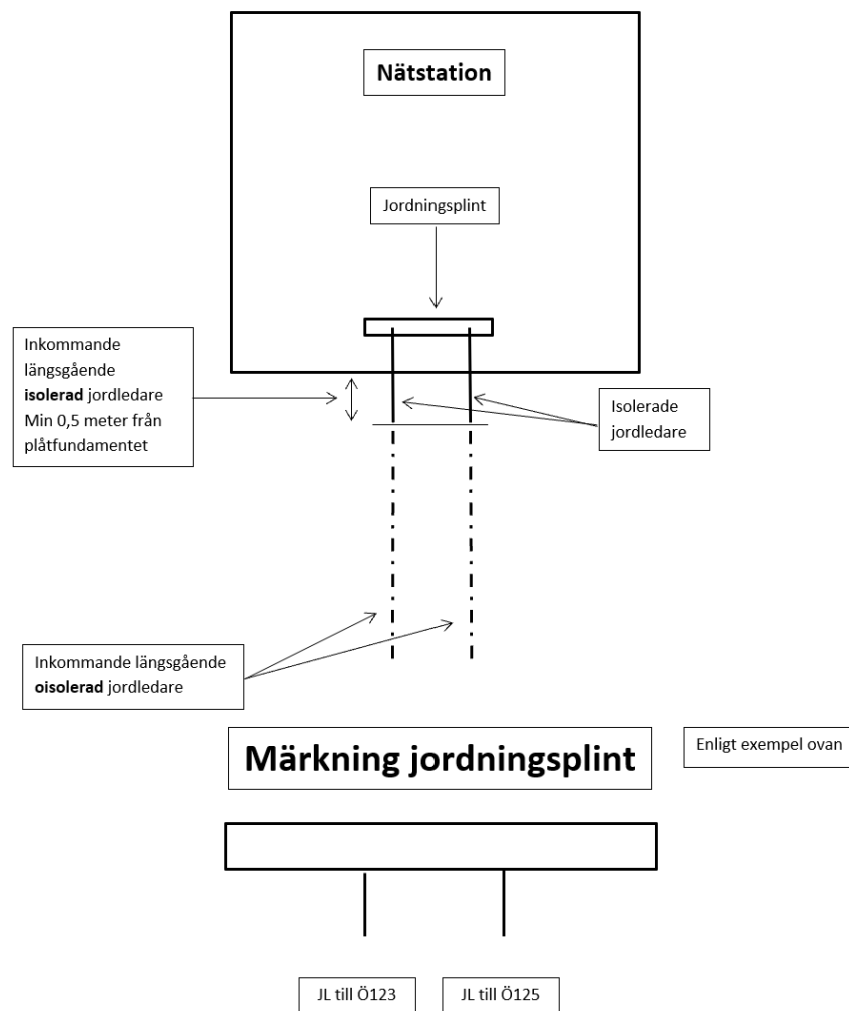 Nätstation
Jordningsplint
Inkommande
längsgående
isolerad jordledare
Min 0,5 meter från
plåtfundamentet
Isolerade
jordledare
Inkommande längsgående
oisolerad jordledare
Märkning jordningsplint
Enligt exempel ovan
JL till Ö123
JL till Ö125